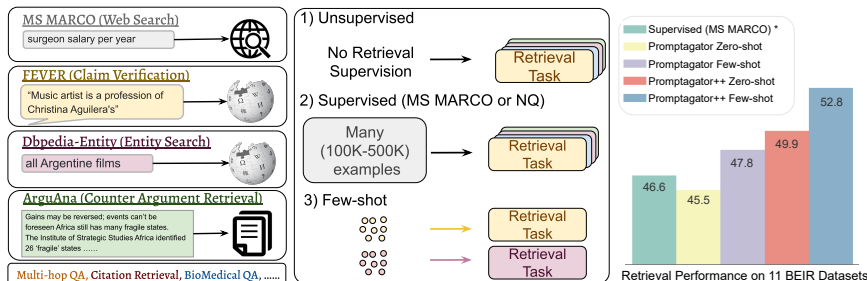 MS MARCO (Web Search)
surgeon salary per year
FEVER (Claim Verification)
“Music artist is a profession of
Christina Aguilera's”
Dbpedia-Entity (Entity Search)
all Argentine films
ArguAna (Counter Argument Retrieval)
Gains may be reversed; events can't be
foreseen Africa still has many fragile states.
The Institute of Strategic Studies Africa identified
26 ‘fragile’ states ......
Multi-hop QA, Citation Retrieval, BioMedical QA, ......
1) Unsupervised
No Retrieval
Supervision
Retrieval
Task
2) Supervised (MS MARCO or NQ)
Many
(100K-500K)
examples
Retrieval
Task
3) Few-shot
Retrieval
Task
Retrieval
Task
Supervised (MS MARCO) *
Promptagator Zero-shot
Promptagator Few-shot
Promptagator++ Zero-shot
Promptagator++ Few-shot
46.6
45.5
47.8
49.9
52.8
Retrieval Performance on 11 BEIR Datasets